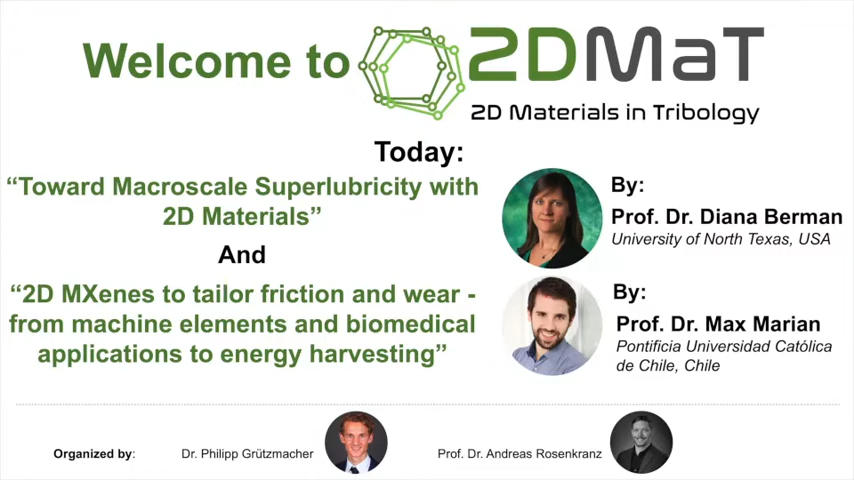 Welcome to 2DMaT
2D Materials in Tribology
Today:
“Toward Macroscale Superlubricity with
2D Materials”
By:
Prof. Dr. Diana Berman
University of North Texas, USA
And
“2D MXenes to tailor friction and wear -
from machine elements and biomedical
applications to energy harvesting”
By:
Prof. Dr. Max Marian
Pontificia Universidad Católica
de Chile, Chile
Organized by: Dr. Philipp Grützmacher Prof. Dr. Andreas Rosenkranz